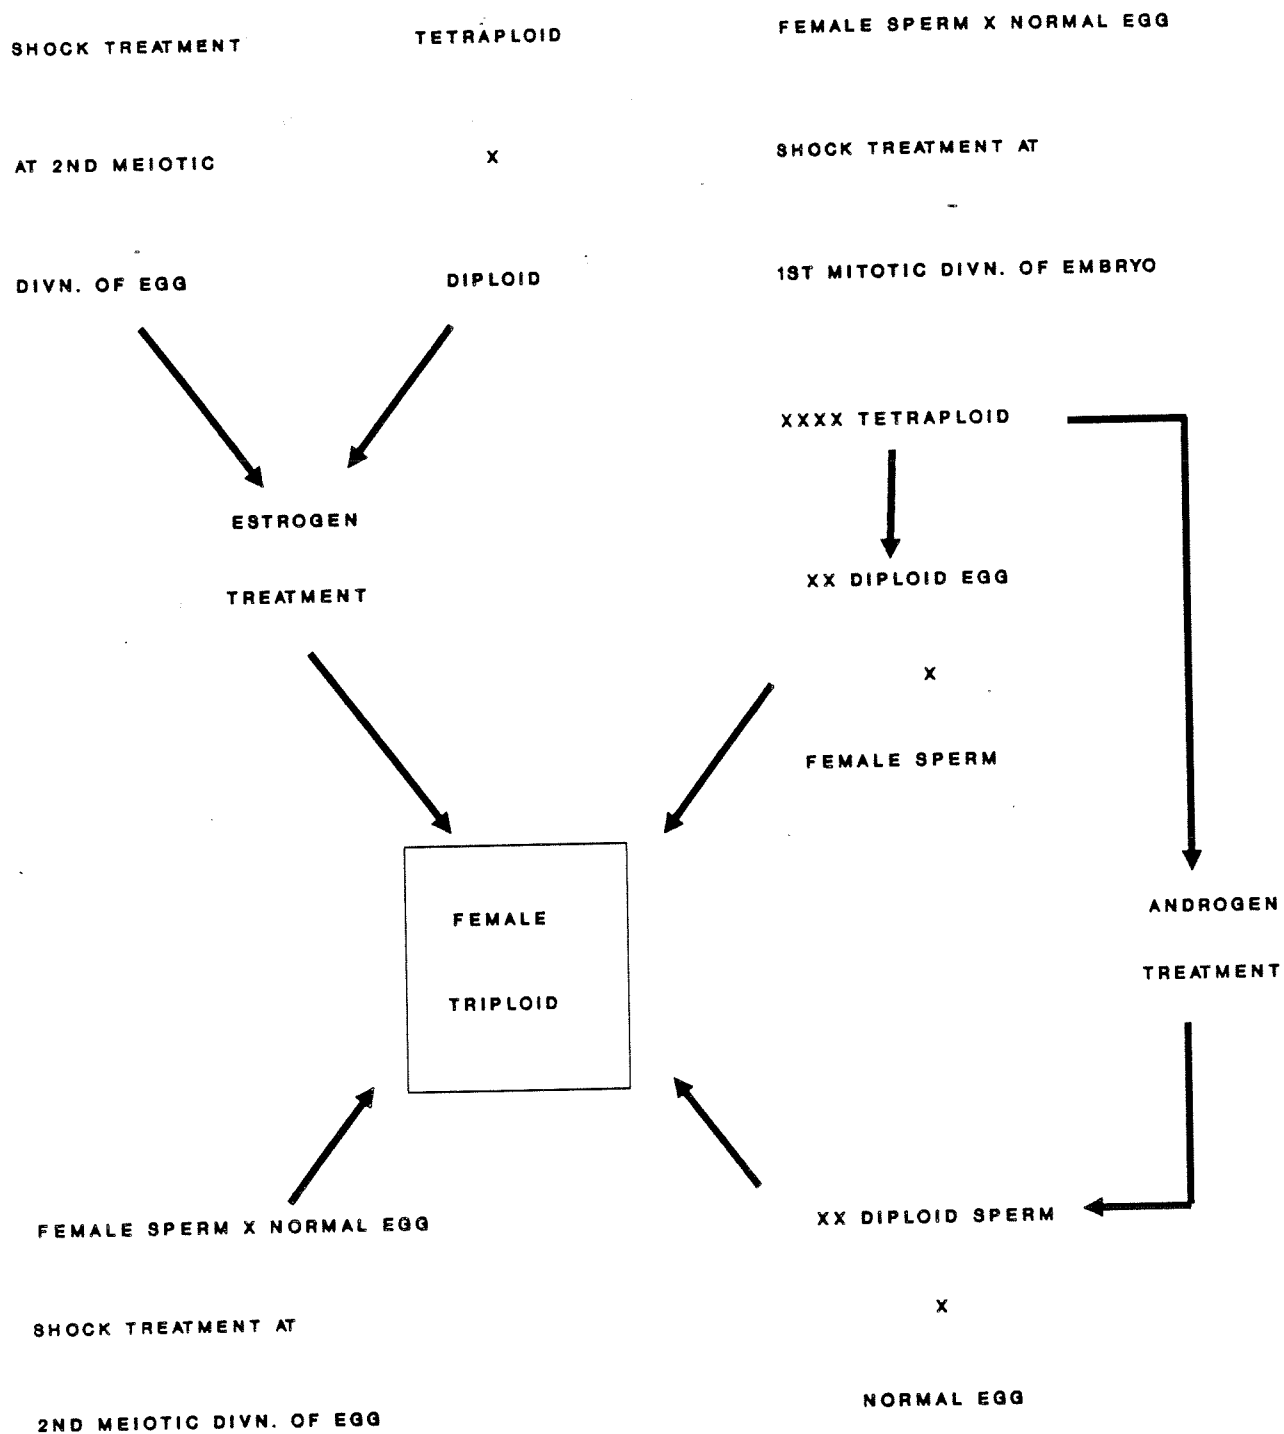 SHOCK TREATMENT
AT 2ND MEIOTIC
DIVN. OF EGG
TETRAPLOID
X
DIPLOID
FEMALE SPERM X NORMAL EGG
SHOCK TREATMENT AT
1ST MITOTIC DIVN. OF EMBRYO
XXXX TETRAPLOID
ESTROGEN
TREATMENT
XX DIPLOID EGG
X
FEMALE SPERM
FEMALE
TRIPLOID
ANDROGEN
TREATMENT
FEMALE SPERM X NORMAL EGG
SHOCK TREATMENT AT
2ND MEIOTIC DIVN. OF EGG
XX DIPLOID SPERM
X
NORMAL EGG